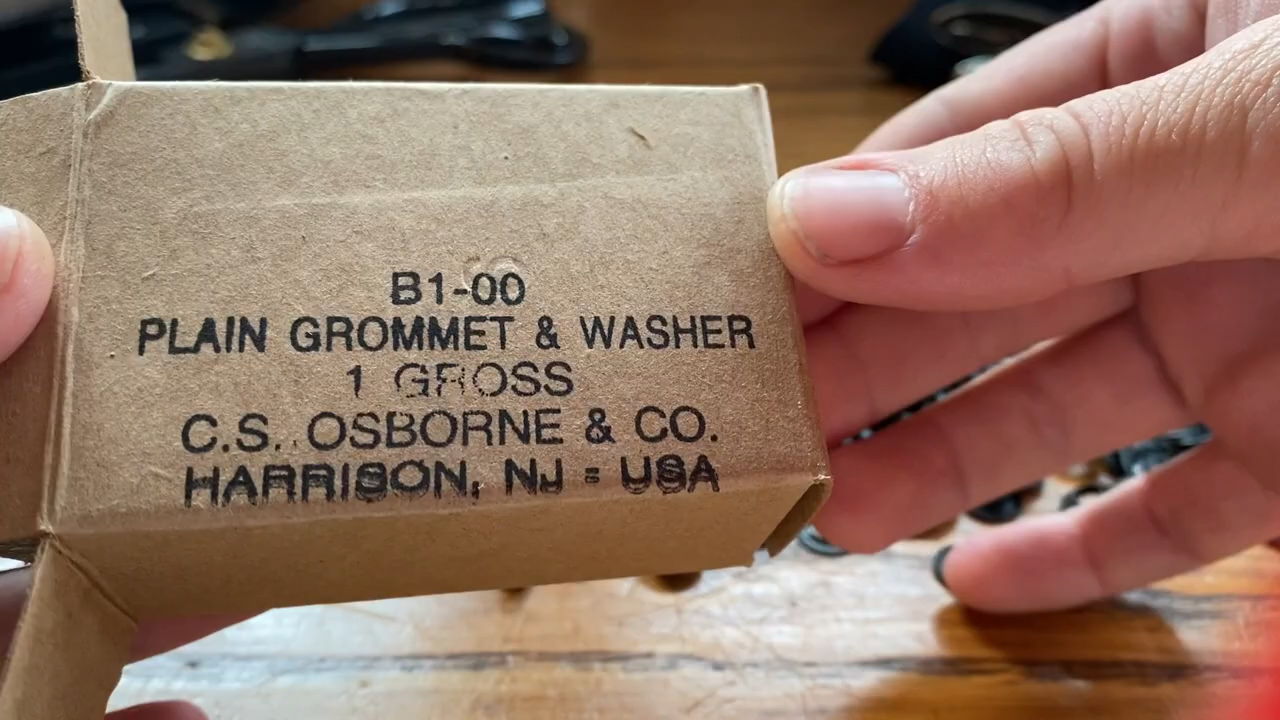 B1-00
PLAIN GROMMET & WASHER
1 GROSS
C.S. OSBORNE & CO.
HARRISON, NJ - USA